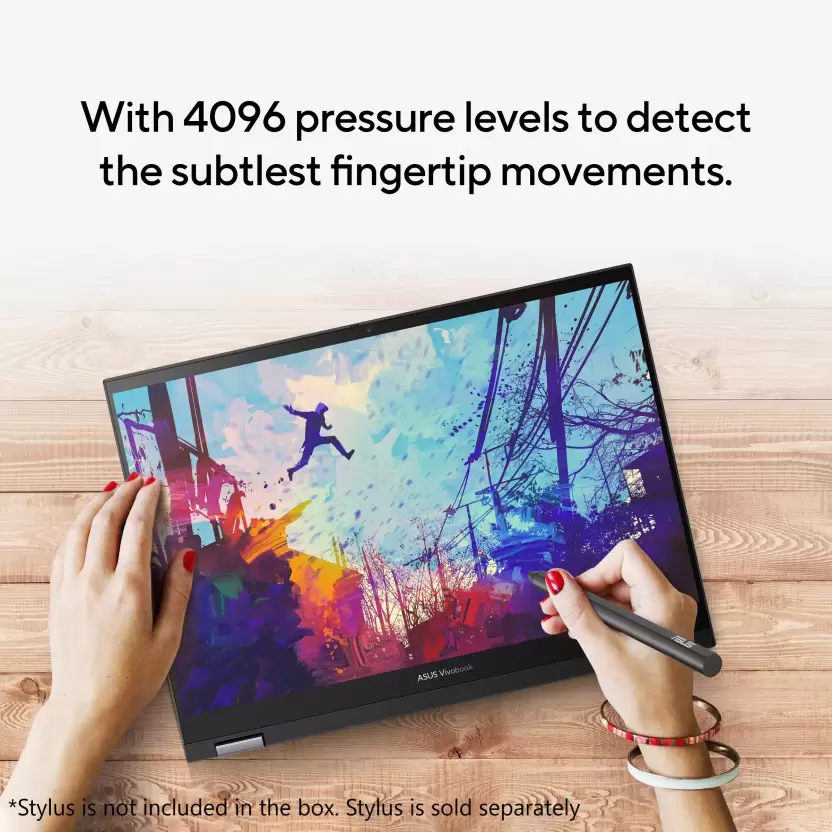 With 4096 pressure levels to detect
the subtlest fingertip movements.
ASUS Vivobook
ASUS
*Stylus is not included in the box. Stylus is sold separately